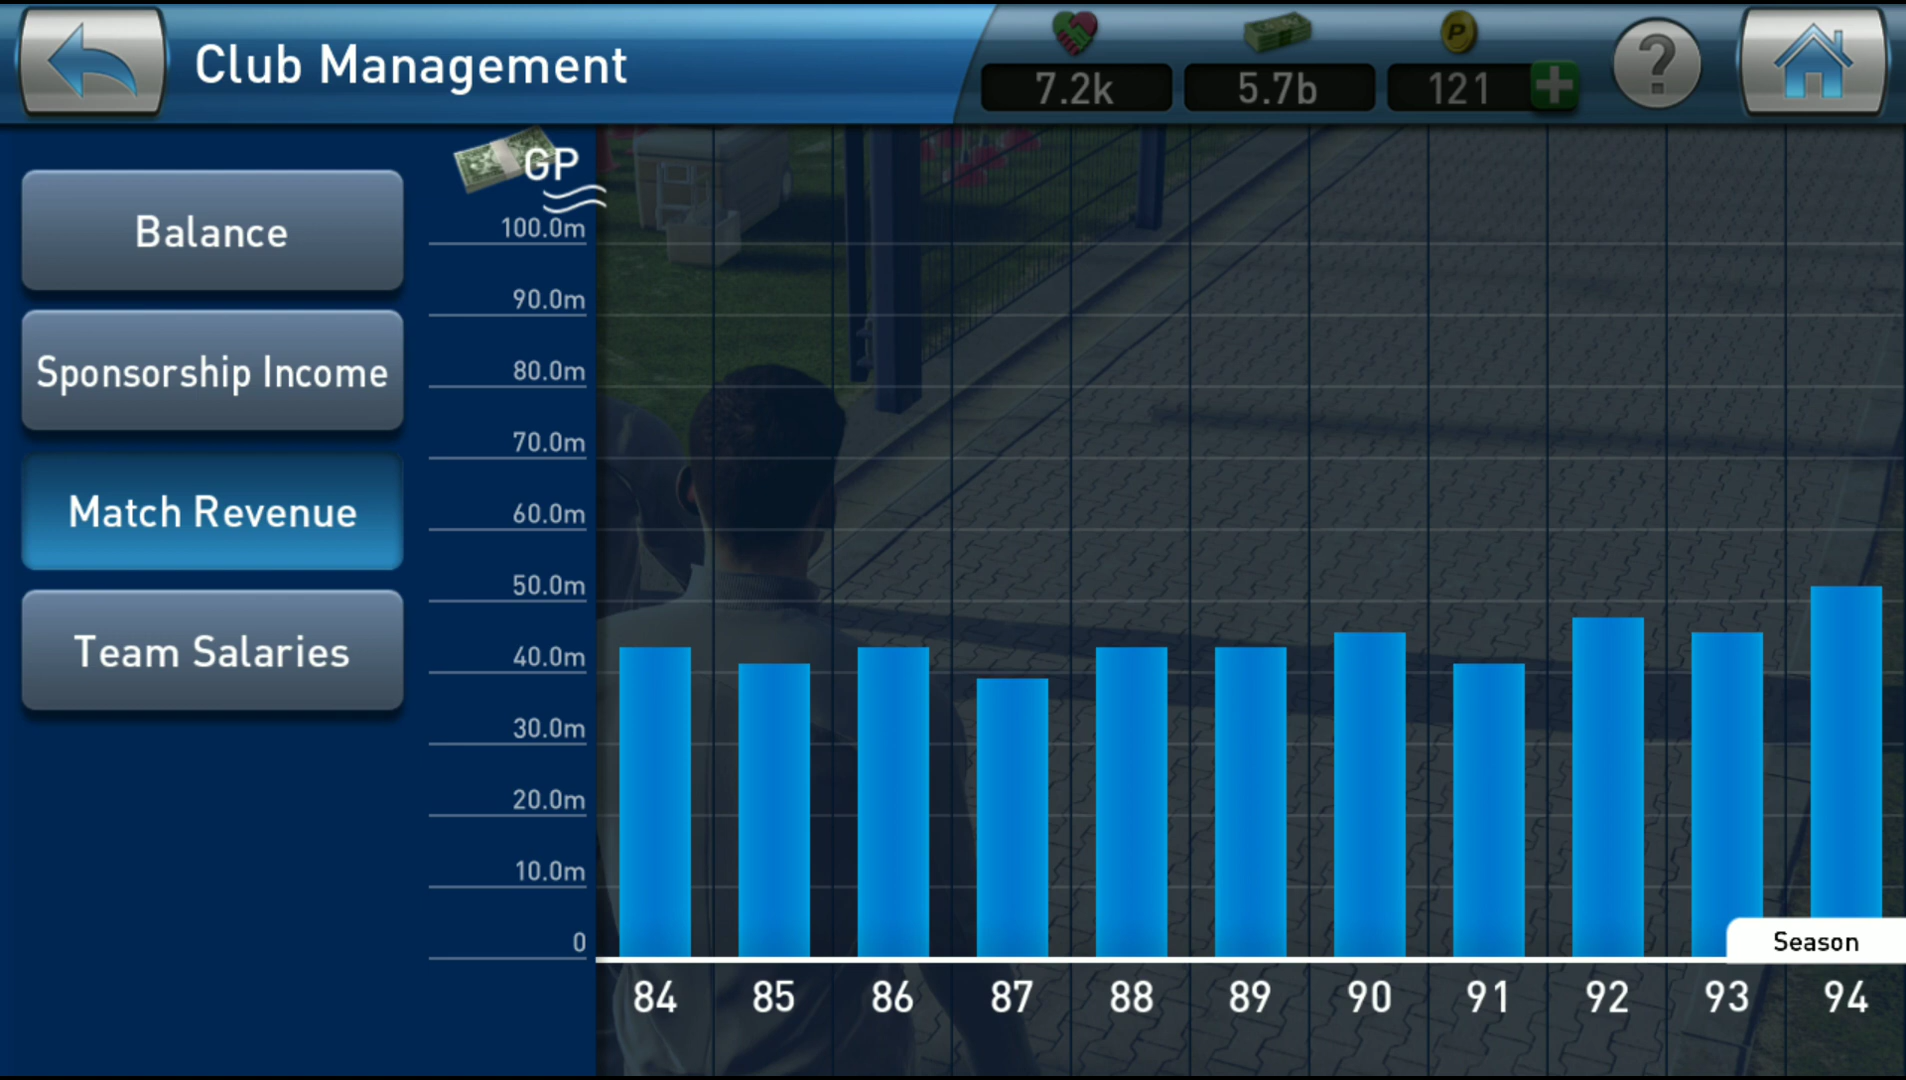 Club Management
7.2k
5.7b
P
121
?
Balance
Sponsorship Income
Match Revenue
Team Salaries
GP
100.0m
90.0m
80.0m
70.0m
60.0m
50.0m
40.0m
30.0m
20.0m
10.0m
0
Season
84 85 86 87 88 89 90 91 92 93 94